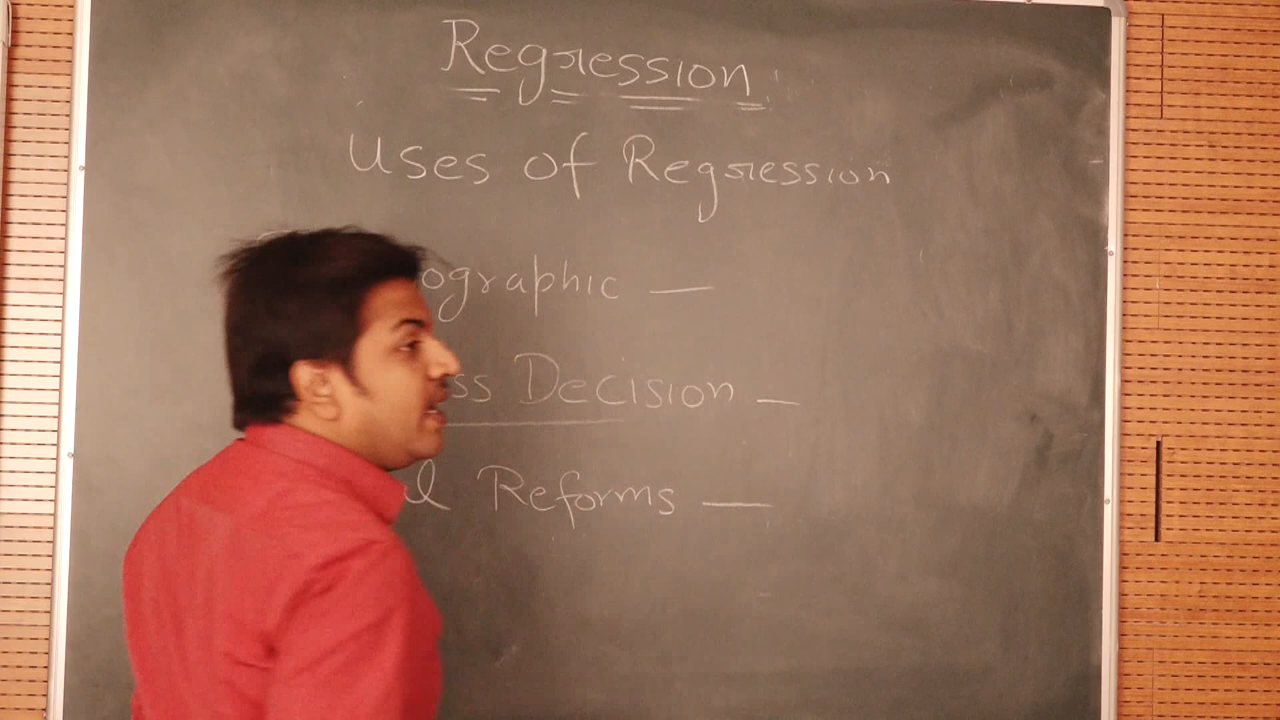 Regression
Uses of Regression
ographic —
ss Decision —
l Reforms —